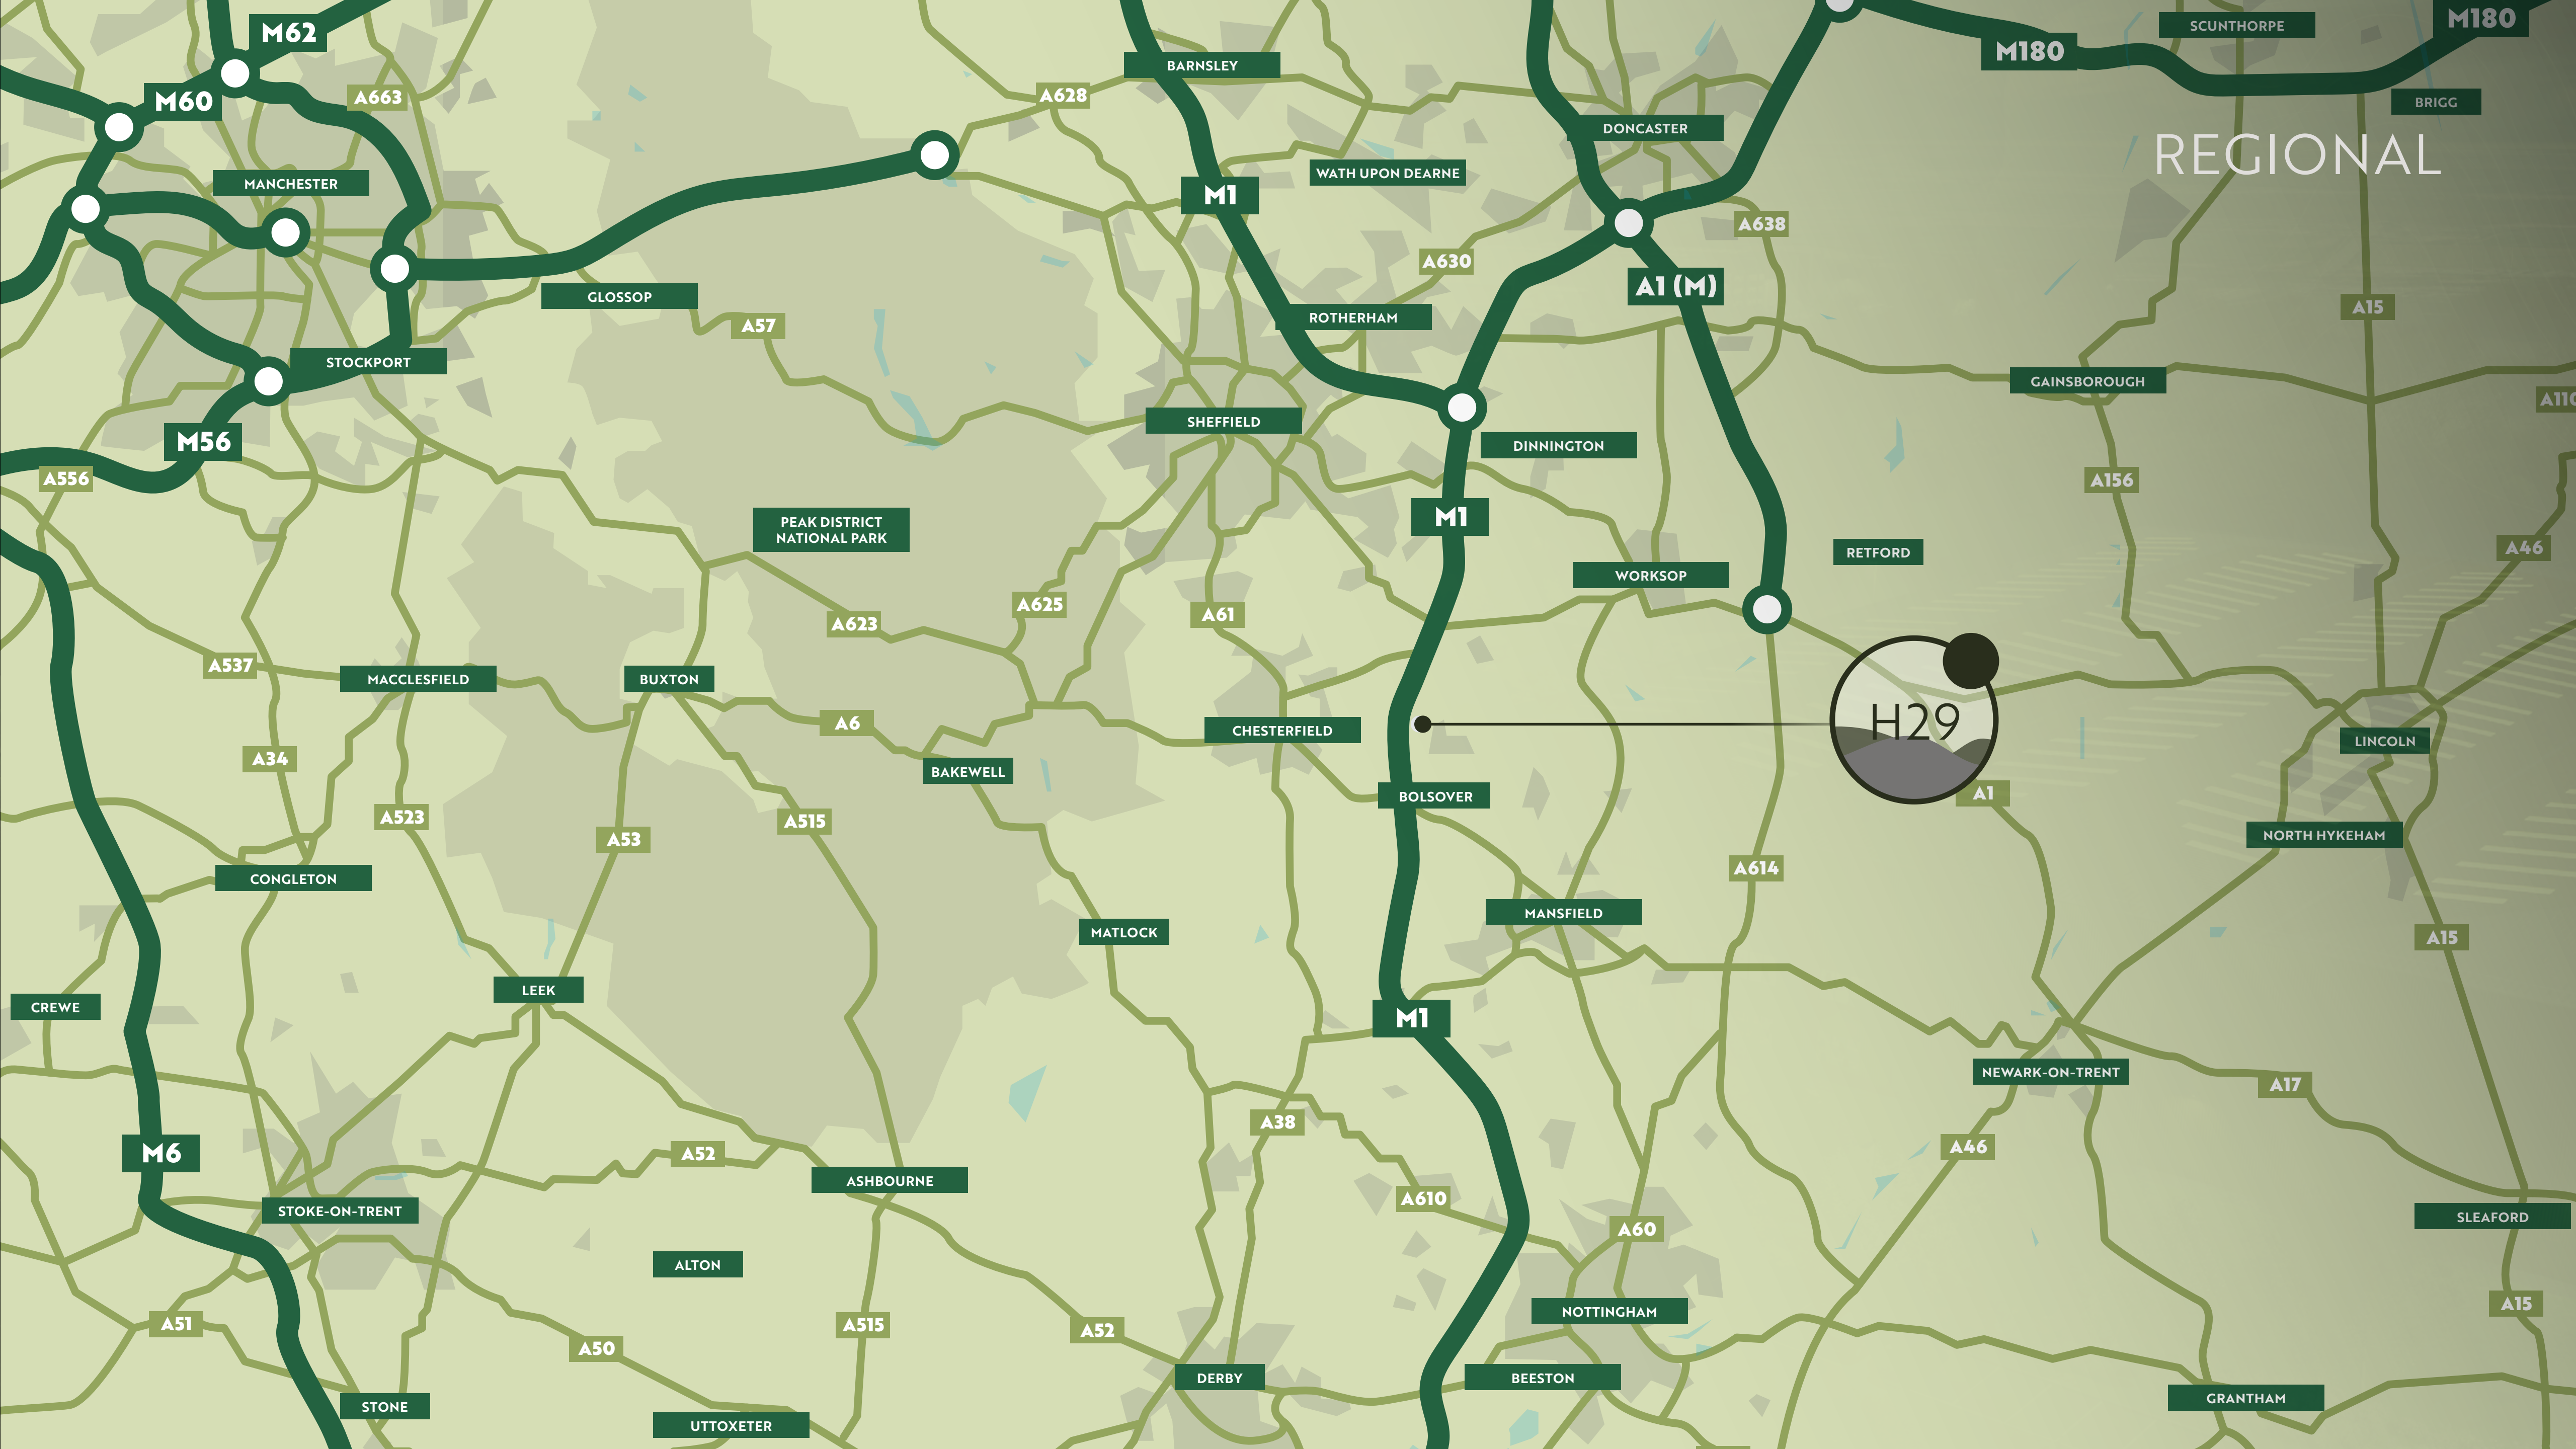 M62
M180
SCUNTHORPE
M180
BARNSLEY
M60
A663
A628
BRIGG
DONCASTER
REGIONAL
MANCHESTER
M1
WATH UPON DEARNE
A638
A630
A1 (M)
GLOSSOP
A57
ROTHERHAM
A15
STOCKPORT
GAINSBOROUGH
A110
SHEFFIELD
M56
DINNINGTON
A556
A156
M1
PEAK DISTRICT
NATIONAL PARK
RETFORD
A46
WORKSOP
A625
A61
A623
A537
MACCLESFIELD
BUXTON
A6
CHESTERFIELD
H29
LINCOLN
A34
BAKEWELL
BOLSOVER
A1
A523
A515
A53
NORTH HYKEHAM
A614
CONGLETON
MANSFIELD
MATLOCK
A15
LEEK
CREWE
M1
NEWARK-ON-TRENT
A17
A38
M6
A52
A46
ASHBOURNE
A610
STOKE-ON-TRENT
A60
SLEAFORD
ALTON
A15
NOTTINGHAM
A51
A515
A52
A50
DERBY
BEESTON
GRANTHAM
STONE
UTTOXETER